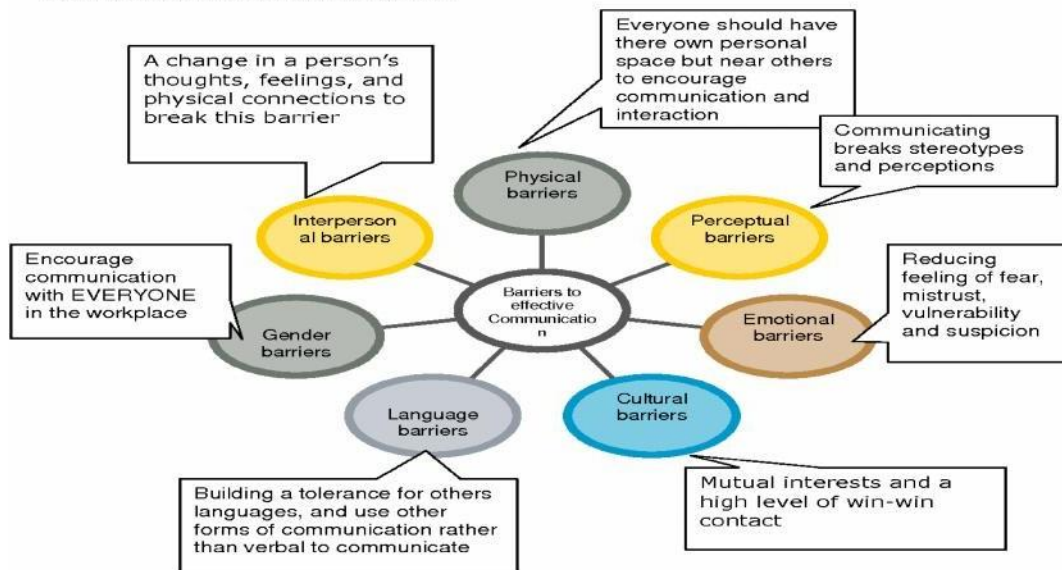 Everyone should have
there own personal
space but near others
to encourage
communication and
interaction
A change in a person's
thoughts, feelings, and
physical connections to
break this barrier
Communicating
breaks stereotypes
and perceptions
Physical
barriers
Interperson
al barriers
Perceptual
barriers
Encourage
communication
with EVERYONE
in the workplace
Reducing
feeling of fear,
mistrust,
vulnerability
and suspicion
Barriers to
effective
Communicatio
n
Gender
barriers
Emotional
barriers
Language
barriers
Cultural
barriers
Building a tolerance for others
languages, and use other
forms of communication rather
than verbal to communicate
Mutual interests and a
high level of win-win
contact